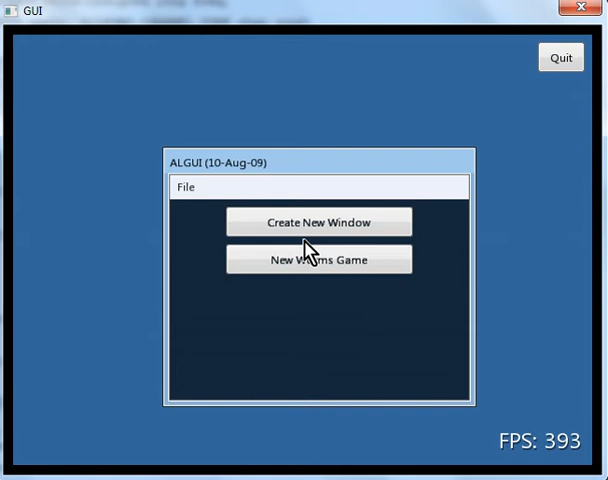 GUI
Quit
ALGUI (10-Aug-09)
File
Create New Window
New Game
FPS: 393